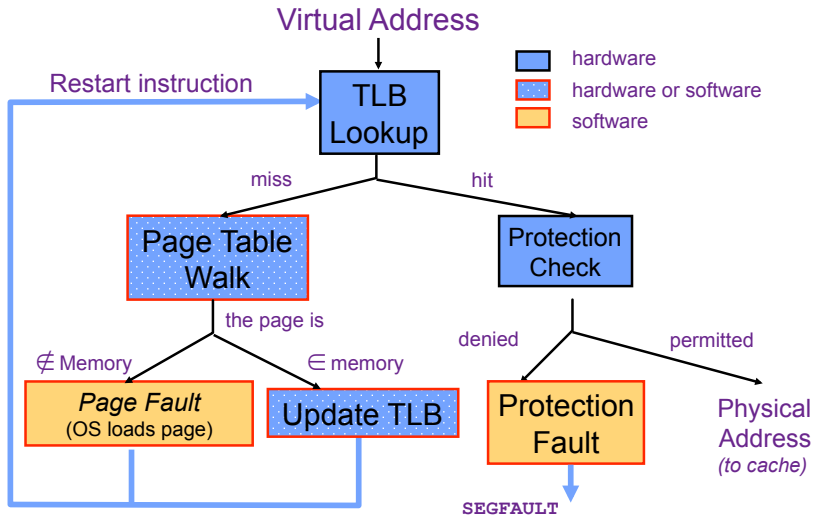 Virtual Address
hardware
hardware or software
software
Restart instruction
TLB
Lookup
miss
hit
Page Table
Walk
Protection
Check
the page is
denied
permitted
∉ Memory
∈ memory
Page Fault
(OS loads page)
Update TLB
Protection
Fault
Physical
Address
(to cache)
SEGFAULT